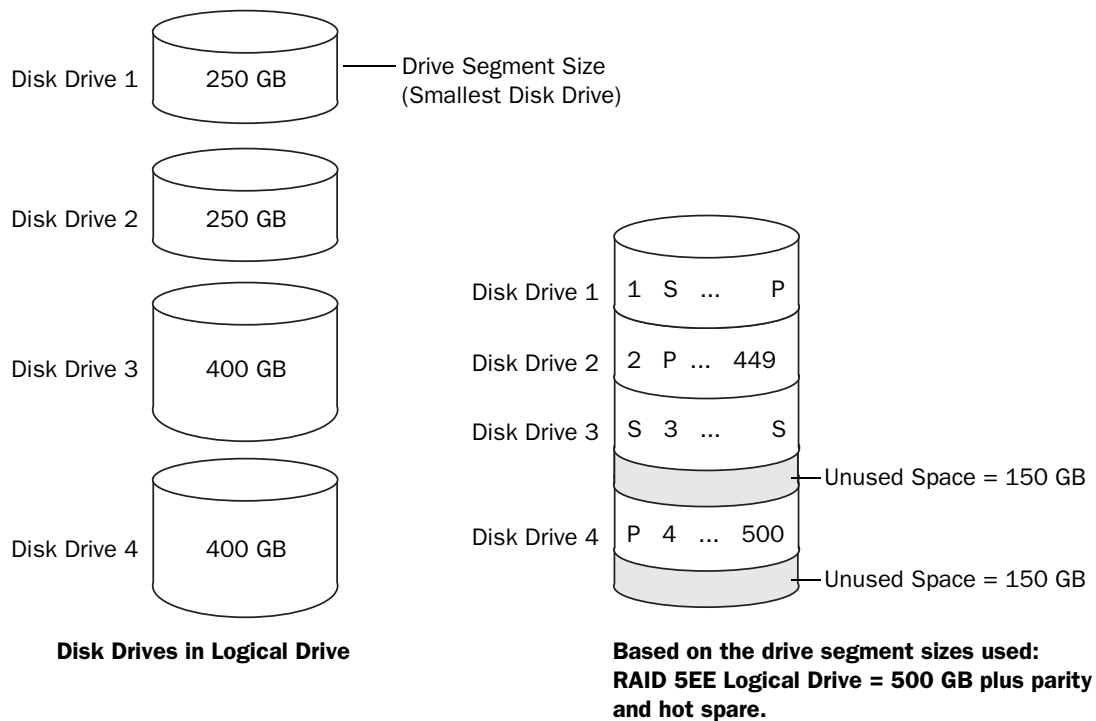 Disk Drive 1
250 GB
Drive Segment Size
(Smallest Disk Drive)
Disk Drive 2
250 GB
Disk Drive 3
400 GB
Disk Drive 4
400 GB
Disk Drives in Logical Drive
Disk Drive 1
1 S ... P
Disk Drive 2
2 P ... 449
Disk Drive 3
S 3 ... S
Unused Space = 150 GB
Disk Drive 4
P 4 ... 500
Unused Space = 150 GB
Based on the drive segment sizes used:
RAID 5EE Logical Drive = 500 GB plus parity
and hot spare.